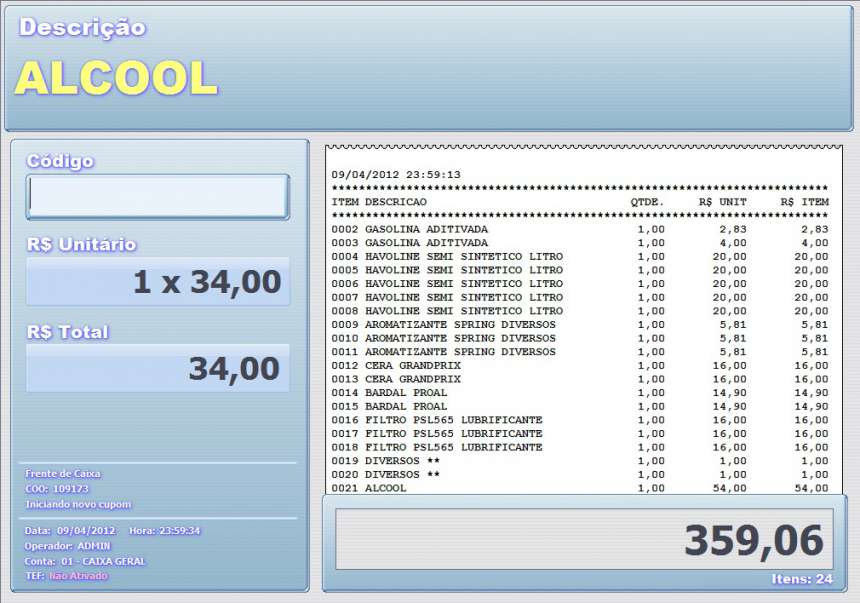 Descrição
ALCOOL
Código
R$ Unitário
1 x 34,00
R$ Total
34,00
Frente de Caixa
COO: 109173
Iniciando novo cupom
Data: 09/04/2012 Hora: 23:59:34
Operador: ADMIN
Conta: 01 - CAIXA GERAL
TEF: Não Ativado
09/04/2012 23:59:13
*************************************************************************
ITEM DESCRICAO QTDE. R$ UNIT R$ ITEM
*************************************************************************
0002 GASOLINA ADITIVADA 1,00 2,83 2,83
0003 GASOLINA ADITIVADA 1,00 4,00 4,00
0004 HAVOLINE SEMI SINTETICO LITRO 1,00 20,00 20,00
0005 HAVOLINE SEMI SINTETICO LITRO 1,00 20,00 20,00
0006 HAVOLINE SEMI SINTETICO LITRO 1,00 20,00 20,00
0007 HAVOLINE SEMI SINTETICO LITRO 1,00 20,00 20,00
0008 HAVOLINE SEMI SINTETICO LITRO 1,00 20,00 20,00
0009 AROMATIZANTE SPRING DIVERSOS 1,00 5,81 5,81
0010 AROMATIZANTE SPRING DIVERSOS 1,00 5,81 5,81
0011 AROMATIZANTE SPRING DIVERSOS 1,00 5,81 5,81
0012 CERA GRANDPRIX 1,00 16,00 16,00
0013 CERA GRANDPRIX 1,00 16,00 16,00
0014 BARDAL PROAL 1,00 14,90 14,90
0015 BARDAL PROAL 1,00 14,90 14,90
0016 FILTRO PSL565 LUBRIFICANTE 1,00 16,00 16,00
0017 FILTRO PSL565 LUBRIFICANTE 1,00 16,00 16,00
0018 FILTRO PSL565 LUBRIFICANTE 1,00 16,00 16,00
0019 DIVERSOS ** 1,00 1,00 1,00
0020 DIVERSOS ** 1,00 1,00 1,00
0021 ALCOOL 1,00 54,00 54,00
359,06
Itens: 24